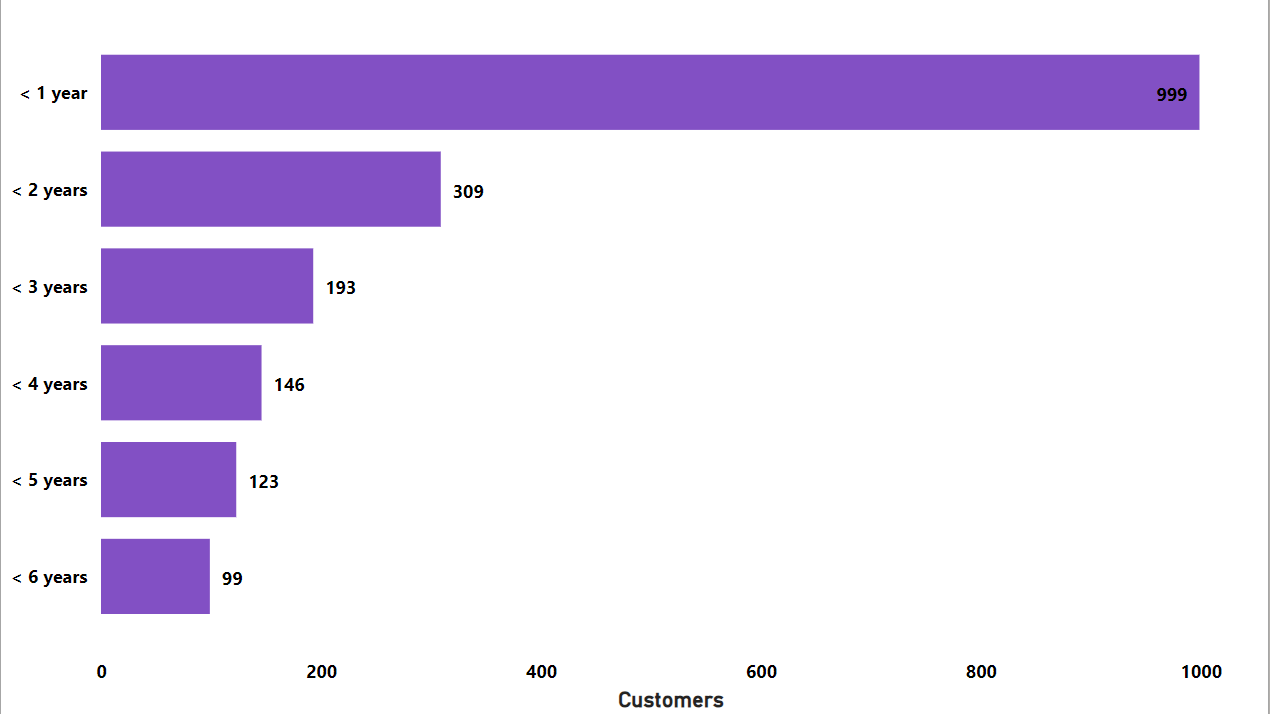 < 1 year 999
< 2 years 309
< 3 years 193
< 4 years 146
< 5 years 123
< 6 years 99
0 200 400 600 800 1000
Customers